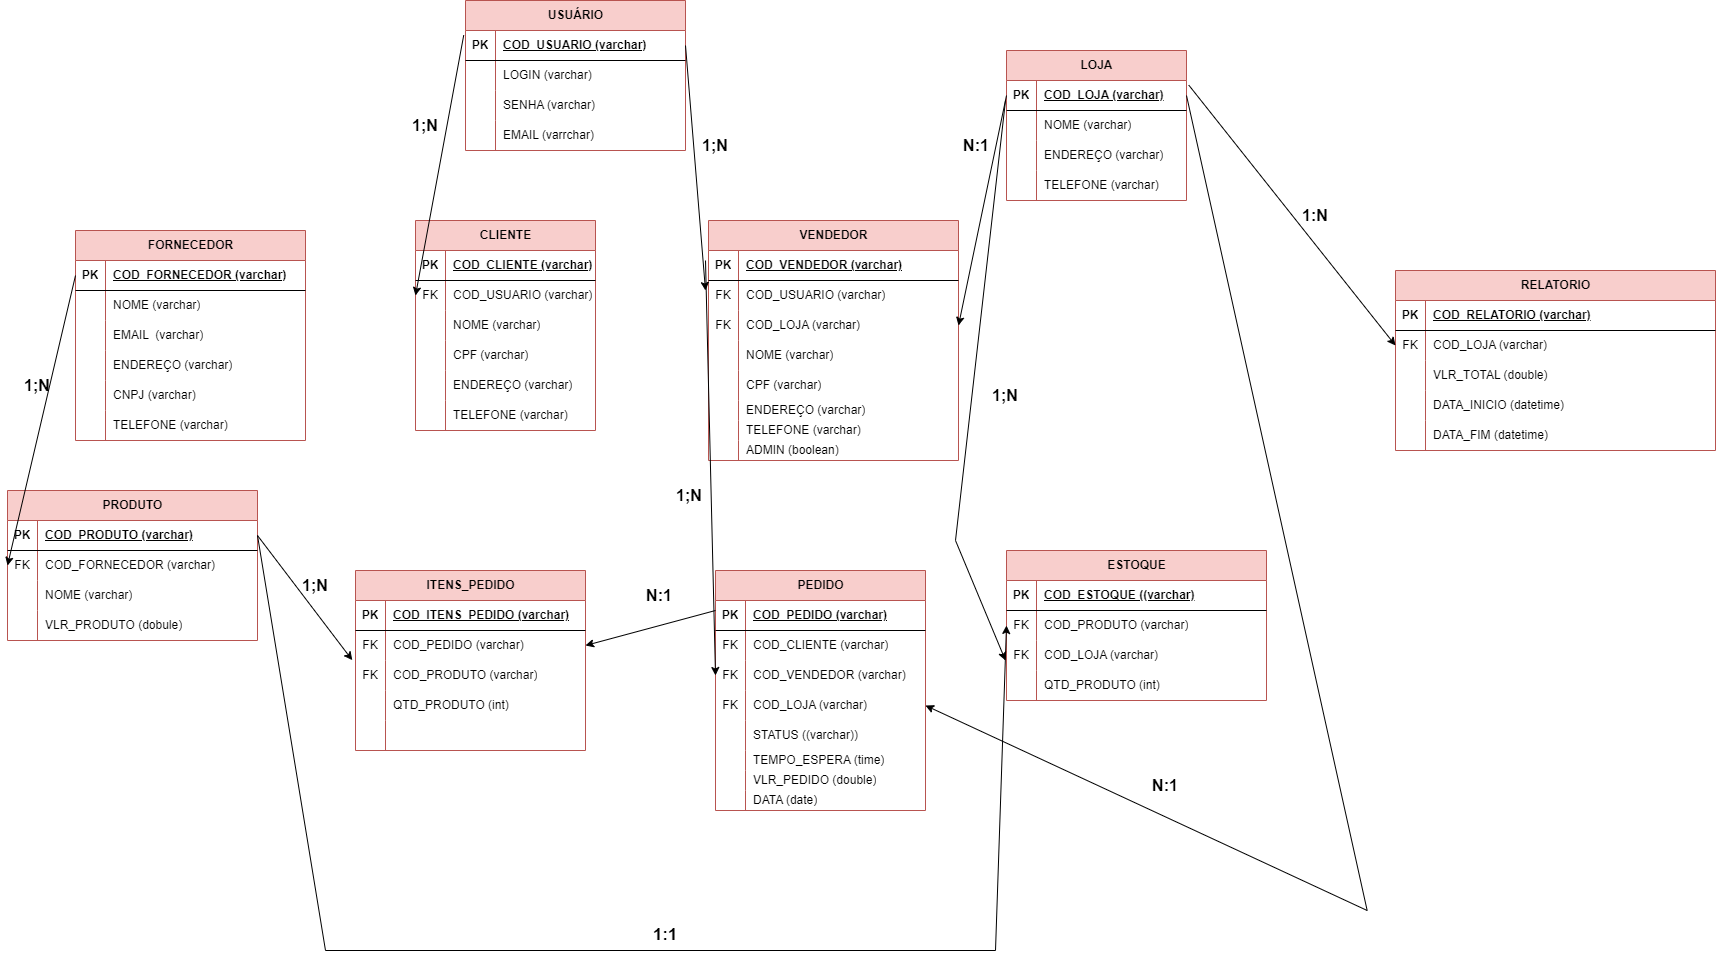 USUÁRIO
PK COD_USUARIO (varchar)
LOGIN (varchar)
SENHA (varchar)
EMAIL (varrchar)
LOJA
PK COD_LOJA (varchar)
NOME (varchar)
ENDEREÇO (varchar)
TELEFONE (varchar)
1;N
1;N
N:1
1:N
FORNECEDOR
PK COD_FORNECEDOR (varchar)
NOME (varchar)
EMAIL (varchar)
ENDEREÇO (varchar)
CNPJ (varchar)
TELEFONE (varchar)
CLIENTE
PK COD_CLIENTE (varchar)
FK COD_USUARIO (varchar)
NOME (varchar)
CPF (varchar)
ENDEREÇO (varchar)
TELEFONE (varchar)
VENDEDOR
PK COD_VENDEDOR (varchar)
FK COD_USUARIO (varchar)
FK COD_LOJA (varchar)
NOME (varchar)
CPF (varchar)
ENDEREÇO (varchar)
TELEFONE (varchar)
ADMIN (boolean)
RELATORIO
PK COD_RELATORIO (varchar)
FK COD_LOJA (varchar)
VLR_TOTAL (double)
DATA_INICIO (datetime)
DATA_FIM (datetime)
1;N
1;N
1;N
PRODUTO
PK COD_PRODUTO (varchar)
FK COD_FORNECEDOR (varchar)
NOME (varchar)
VLR_PRODUTO (dobule)
1;N
ITENS_PEDIDO
PK COD_ITENS_PEDIDO (varchar)
FK COD_PEDIDO (varchar)
FK COD_PRODUTO (varchar)
QTD_PRODUTO (int)
N:1
PEDIDO
PK COD_PEDIDO (varchar)
FK COD_CLIENTE (varchar)
FK COD_VENDEDOR (varchar)
FK COD_LOJA (varchar)
STATUS ((varchar))
TEMPO_ESPERA (time)
VLR_PEDIDO (double)
DATA (date)
ESTOQUE
PK COD_ESTOQUE ((varchar)
FK COD_PRODUTO (varchar)
FK COD_LOJA (varchar)
QTD_PRODUTO (int)
N:1
1:1